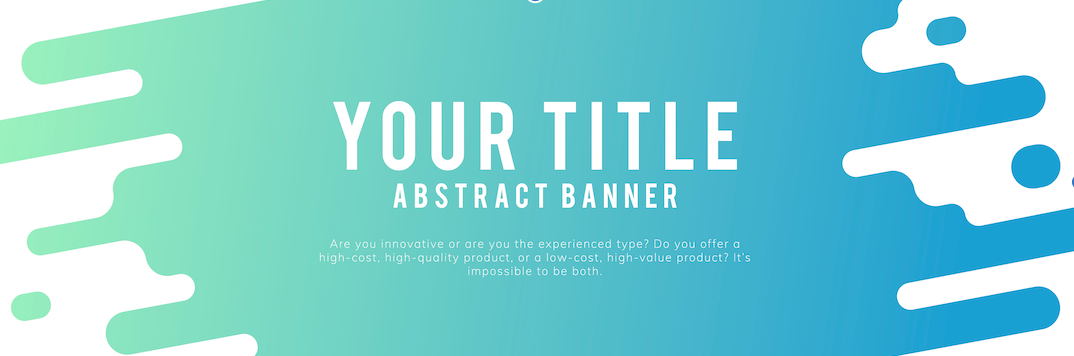 YOUR TITLE
ABSTRACT BANNER
Are you innovative or are you the experienced type? Do you offer a
high-cost, high-quality product, or a low-cost, high-value product? It's
impossible to be both.